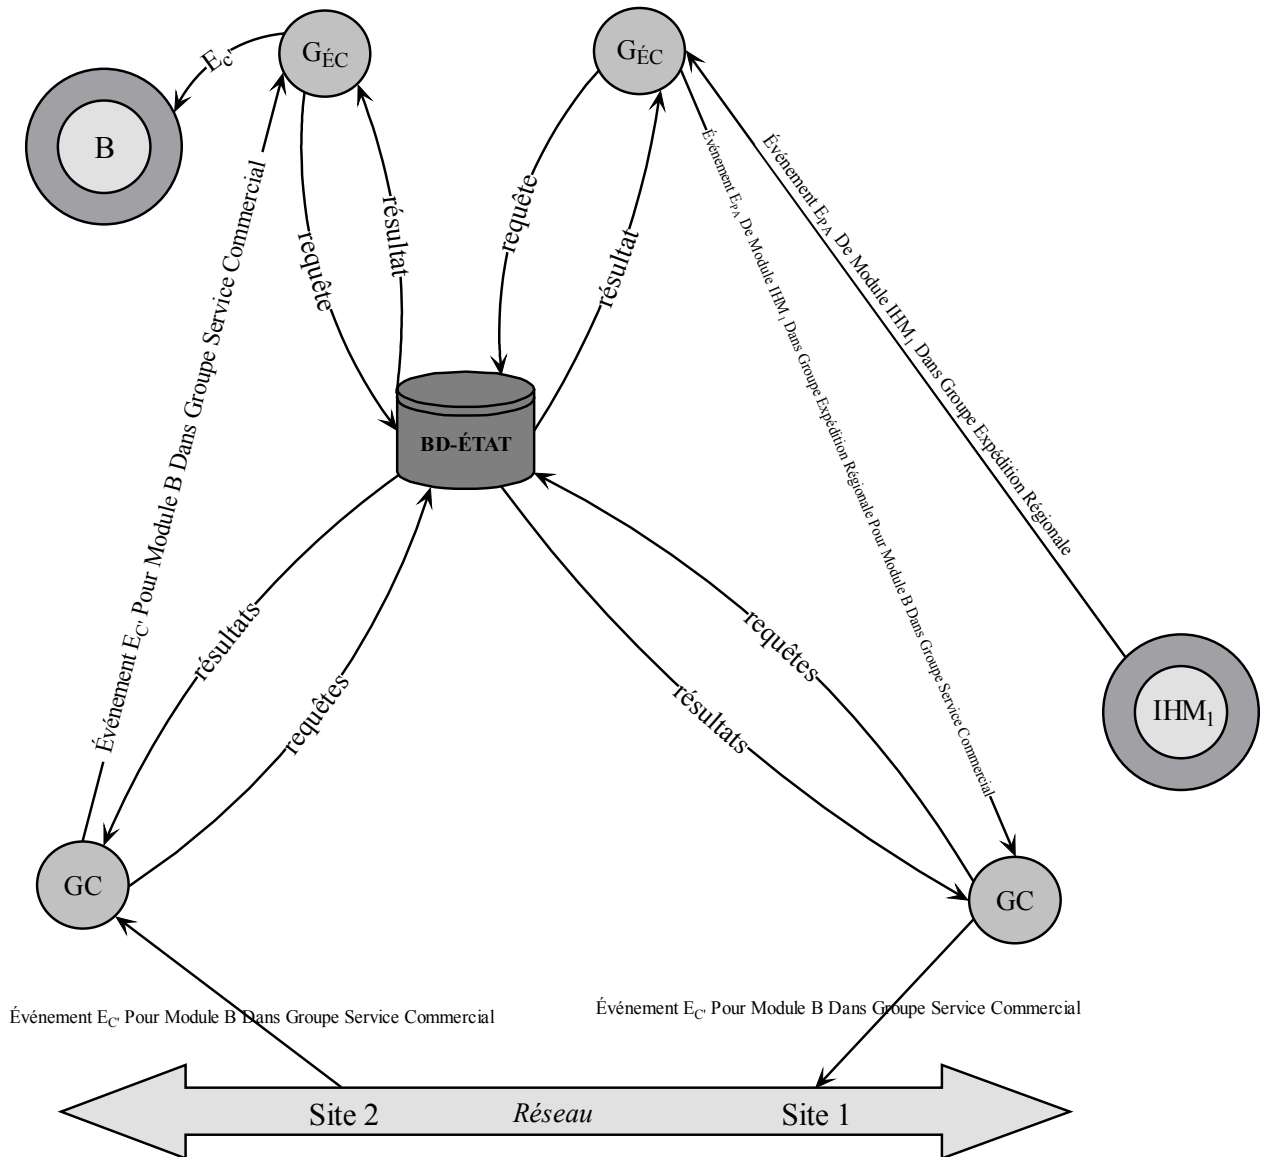 G_ÉC
G_ÉC
E_C'
B
Événement E_PA De Module IHM_1 Dans Groupe Expédition Régionale
Événement E_PA De Module IHM_1 Dans Groupe Expédition Régionale Pour Module B Dans Groupe Service Commercial
Événement E_C' Pour Module B Dans Groupe Service Commercial
requête
résultat
requête
résultat
BD-ÉTAT
résultats
requêtes
requêtes
résultats
IHM_1
GC
GC
Événement E_C' Pour Module B Dans Groupe Service Commercial
Événement E_C' Pour Module B Dans Groupe Service Commercial
Site 2
Réseau
Site 1